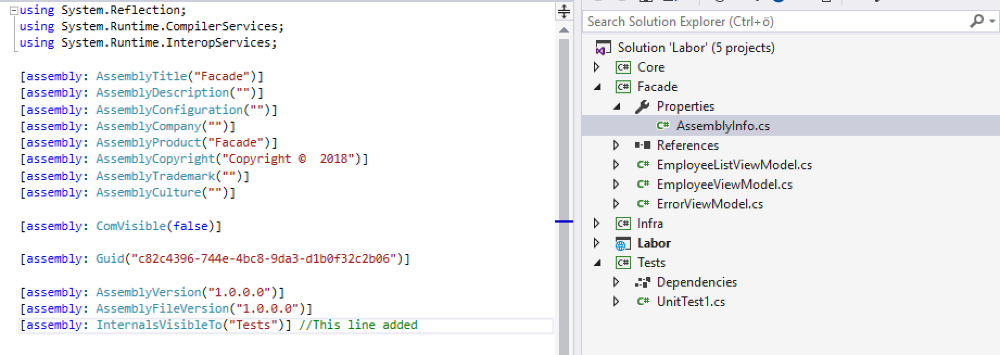 using System.Reflection;
using System.Runtime.CompilerServices;
using System.Runtime.InteropServices;
[assembly: AssemblyTitle("Facade")]
[assembly: AssemblyDescription("")]
[assembly: AssemblyConfiguration("")]
[assembly: AssemblyCompany("")]
[assembly: AssemblyProduct("Facade")]
[assembly: AssemblyCopyright("Copyright ©  2018")]
[assembly: AssemblyTrademark("")]
[assembly: AssemblyCulture("")]
[assembly: ComVisible(false)]
[assembly: Guid("c82c4396-744e-4bc8-9da3-d1b0f32c2b06")]
[assembly: AssemblyVersion("1.0.0.0")]
[assembly: AssemblyFileVersion("1.0.0.0")]
[assembly: InternalsVisibleTo("Tests")] //This line added
Search Solution Explorer (Ctrl+ö)
Solution 'Labor' (5 projects)
C# Core
C# Facade
Properties
C# AssemblyInfo.cs
References
C# EmployeeListViewModel.cs
C# EmployeeViewModel.cs
C# ErrorViewModel.cs
C# Infra
Labor
C# Tests
Dependencies
C# UnitTest1.cs